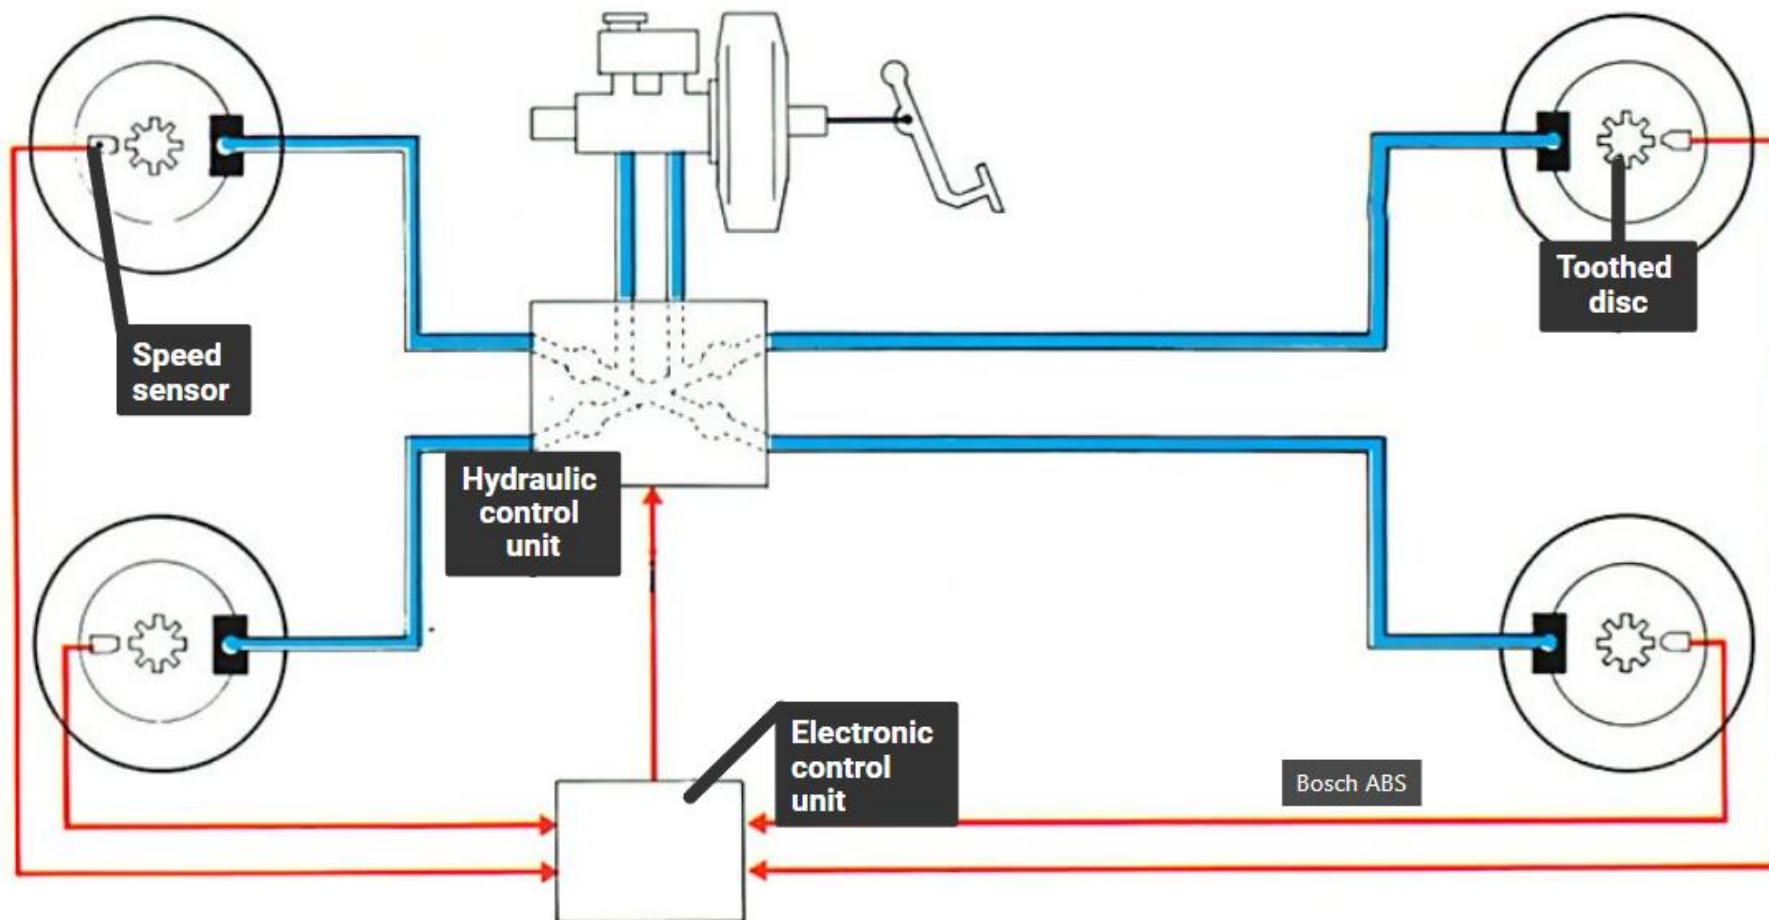 Toothed
disc
Speed
sensor
Hydraulic
control
unit
Electronic
control
unit
Bosch ABS